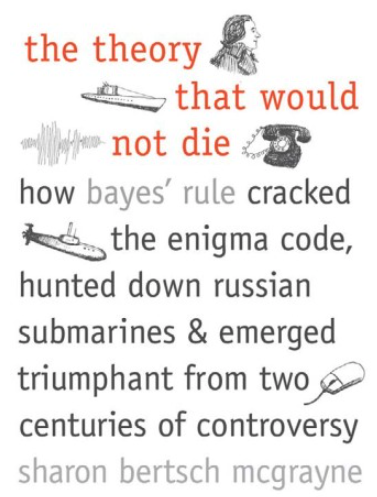 the theory
that would
not die
how bayes' rule cracked
the enigma code,
hunted down russian
submarines & emerged
triumphant from two
centuries of controversy
sharon bertsch mcgrayne